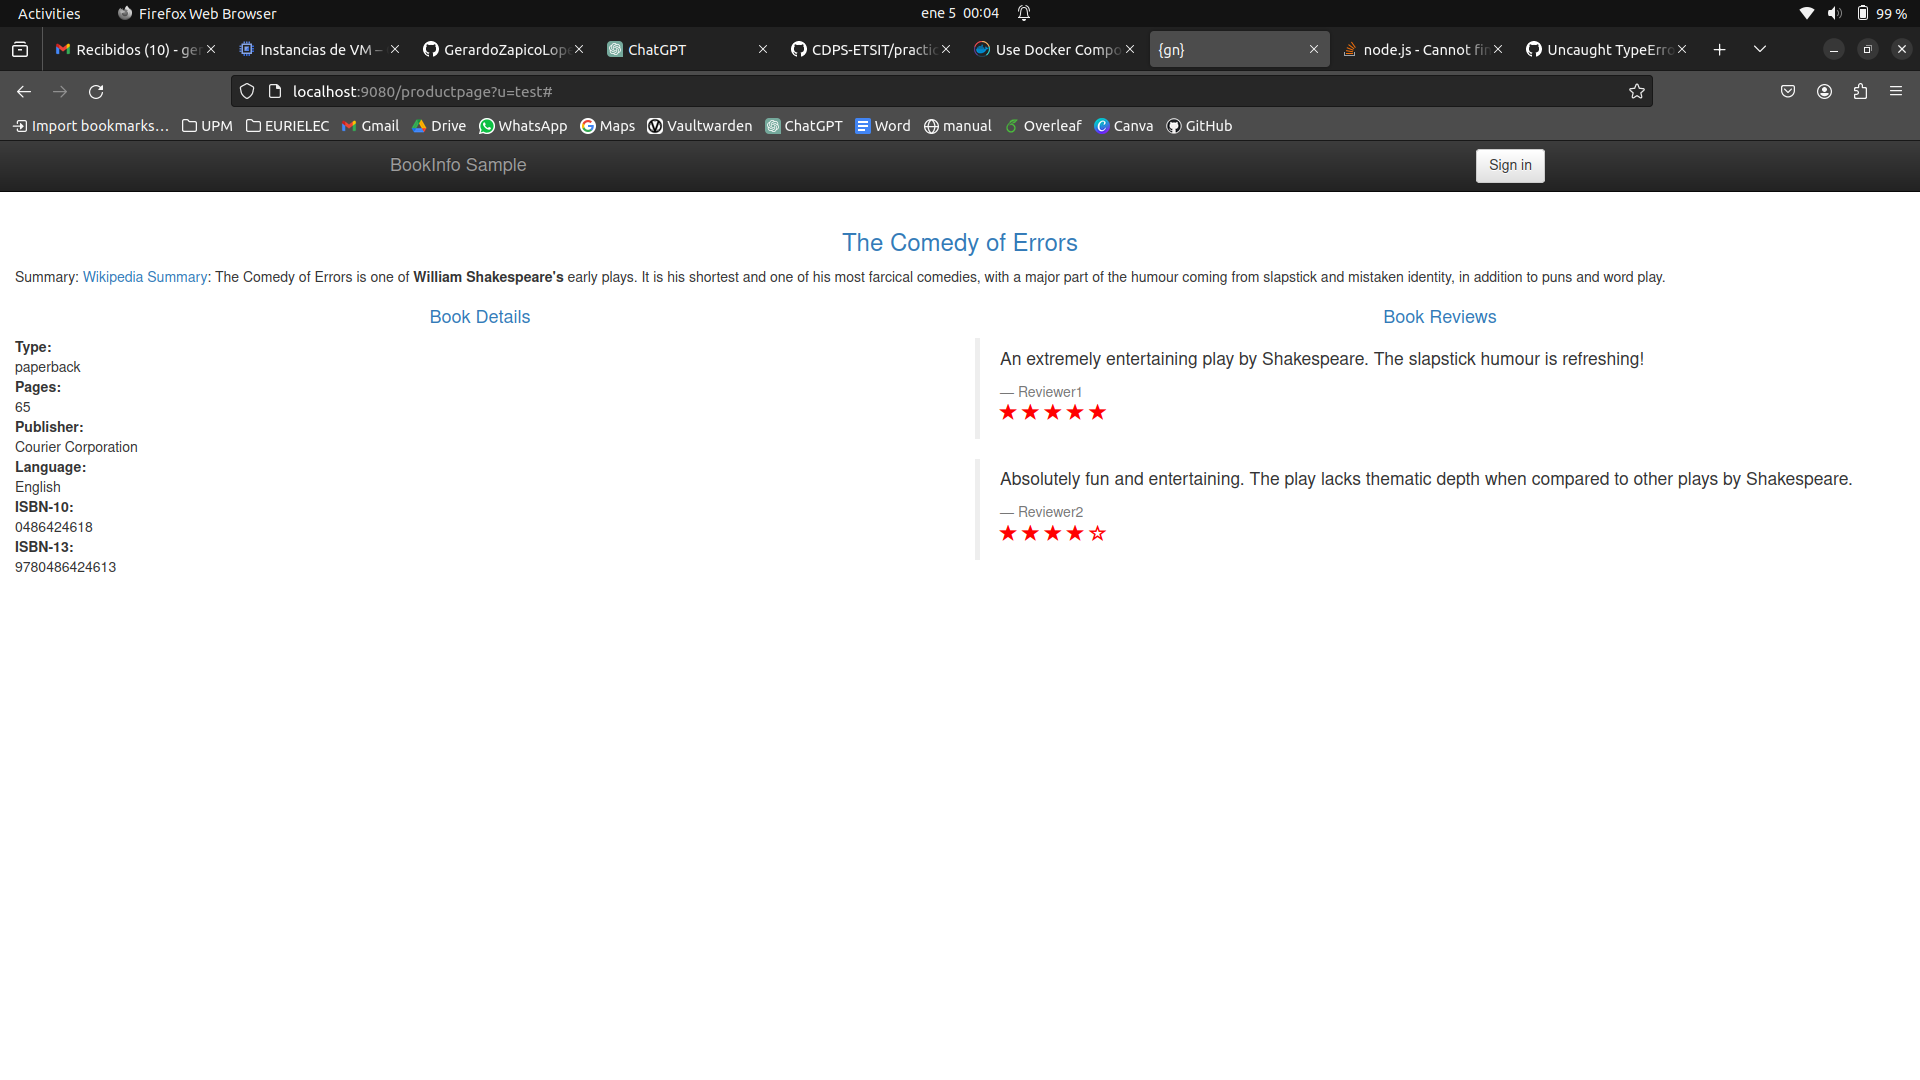 Activities Firefox Web Browser ene 5 00:04 99 %
Recibidos (10) - ger Instancias de VM – GerardoZapicoLope ChatGPT CDPS-ETSIT/practic Use Docker Compo {gn} node.js - Cannot fin Uncaught TypeErro
localhost:9080/productpage?u=test#
Import bookmarks... UPM EURIELEC Gmail Drive WhatsApp Maps Vaultwarden ChatGPT Word manual Overleaf Canva GitHub
BookInfo Sample Sign in
The Comedy of Errors
Summary: Wikipedia Summary: The Comedy of Errors is one of William Shakespeare's early plays. It is his shortest and one of his most farcical comedies, with a major part of the humour coming from slapstick and mistaken identity, in addition to puns and word play.
Book Details
Type:
paperback
Pages:
65
Publisher:
Courier Corporation
Language:
English
ISBN-10:
0486424618
ISBN-13:
9780486424613
Book Reviews
An extremely entertaining play by Shakespeare. The slapstick humour is refreshing!
— Reviewer1
Absolutely fun and entertaining. The play lacks thematic depth when compared to other plays by Shakespeare.
— Reviewer2